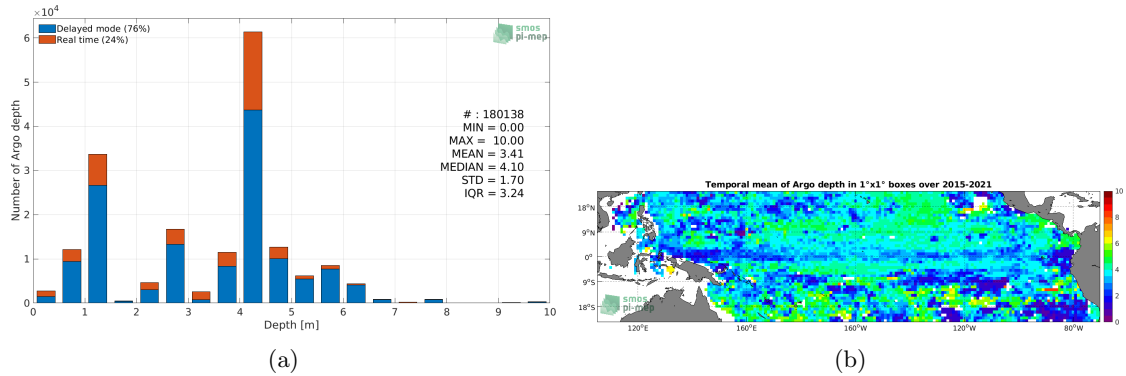 ×10⁴
Delayed mode (76%)
Real time (24%)
smos
pi-mep
6
5
4
3
2
1
0
Number of Argo depth
# : 180138
MIN = 0.00
MAX = 10.00
MEAN = 3.41
MEDIAN = 4.10
STD = 1.70
IQR = 3.24
0 1 2 3 4 5 6 7 8 9 10
Depth [m]
(a)
Temporal mean of Argo depth in 1°x1° boxes over 2015-2021
18°N
9°N
0°
9°S
18°S
smos
pi-mep
120°E 160°E 160°W 120°W 80°W
10
8
6
4
2
0
(b)